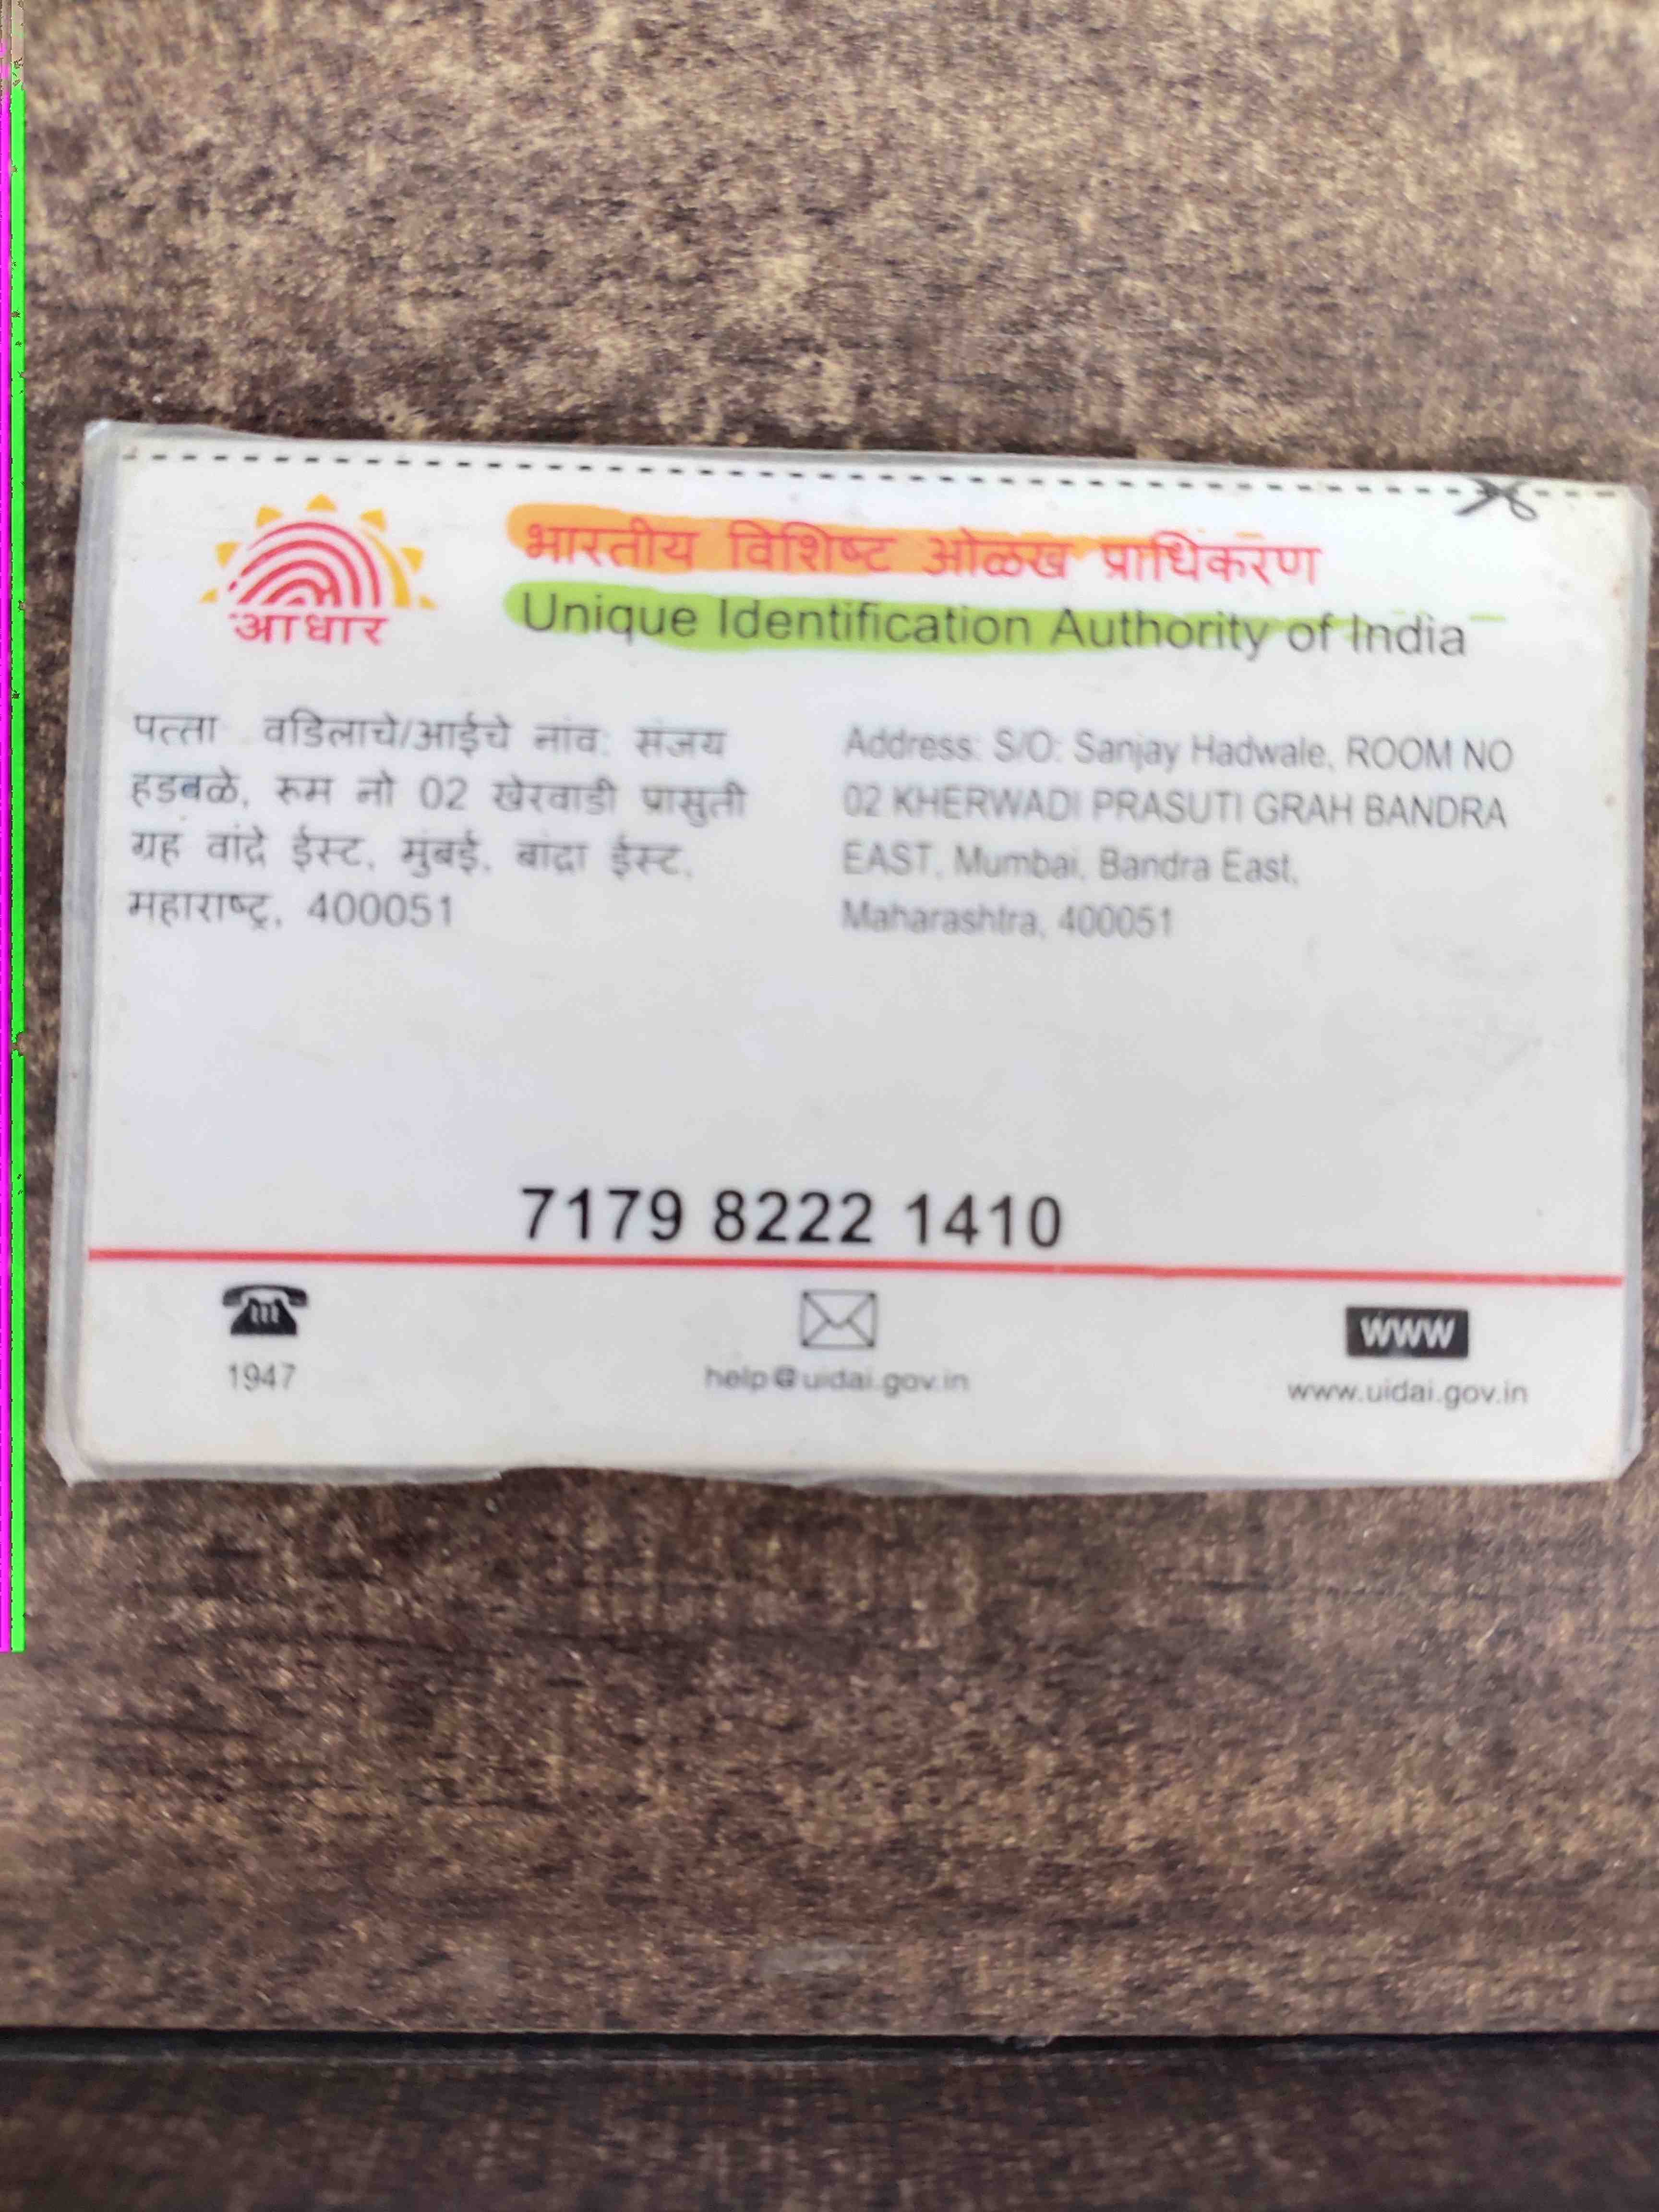 आधार
भारतीय विशिष्ट ओळख प्राधिकरण
Unique Identification Authority of India
पत्ता वडिलाचे/आईचे नांव: संजय
हडवळे, रूम नो 02 खेरवाडी प्रासुती
ग्रह वांद्रे ईस्ट, मुंबई, बांद्रा ईस्ट,
महाराष्ट्र, 400051
Address: S/O: Sanjay Hadwale, ROOM NO
02 KHERWADI PRASUTI GRAH BANDRA
EAST, Mumbai, Bandra East,
Maharashtra, 400051
7179 8222 1410
1947
help@uidai.gov.in
www
www.uidai.gov.in